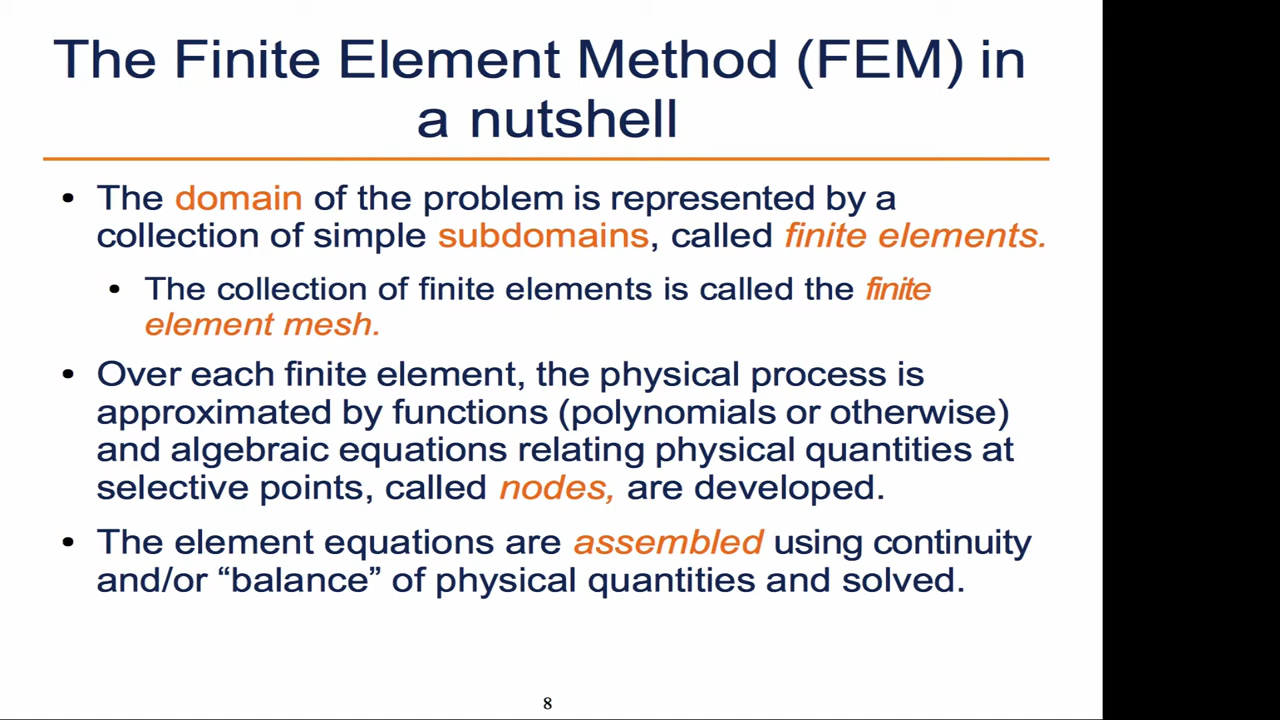 The Finite Element Method (FEM) in
a nutshell
• The domain of the problem is represented by a
collection of simple subdomains, called finite elements.
• The collection of finite elements is called the finite
element mesh.
• Over each finite element, the physical process is
approximated by functions (polynomials or otherwise)
and algebraic equations relating physical quantities at
selective points, called nodes, are developed.
• The element equations are assembled using continuity
and/or “balance” of physical quantities and solved.
8